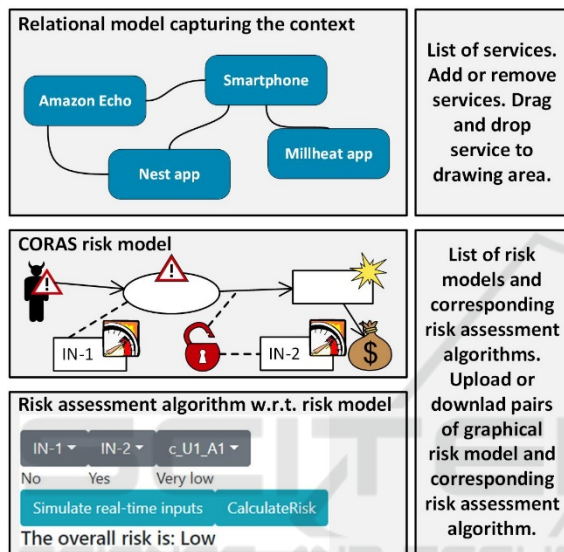 Relational model capturing the context
Smartphone
Amazon Echo
Millheat app
Nest app
List of services.
Add or remove
services. Drag
and drop
service to
drawing area.
CORAS risk model
!
!
IN-1
IN-2
$
List of risk
models and
corresponding
risk assessment
algorithms.
Upload or
downlad pairs
of graphical
risk model and
corresponding
risk assessment
algorithm.
Risk assessment algorithm w.r.t. risk model
IN-1 IN-2 c_U1_A1
No Yes Very low
Simulate real-time inputs CalculateRisk
The overall risk is: Low